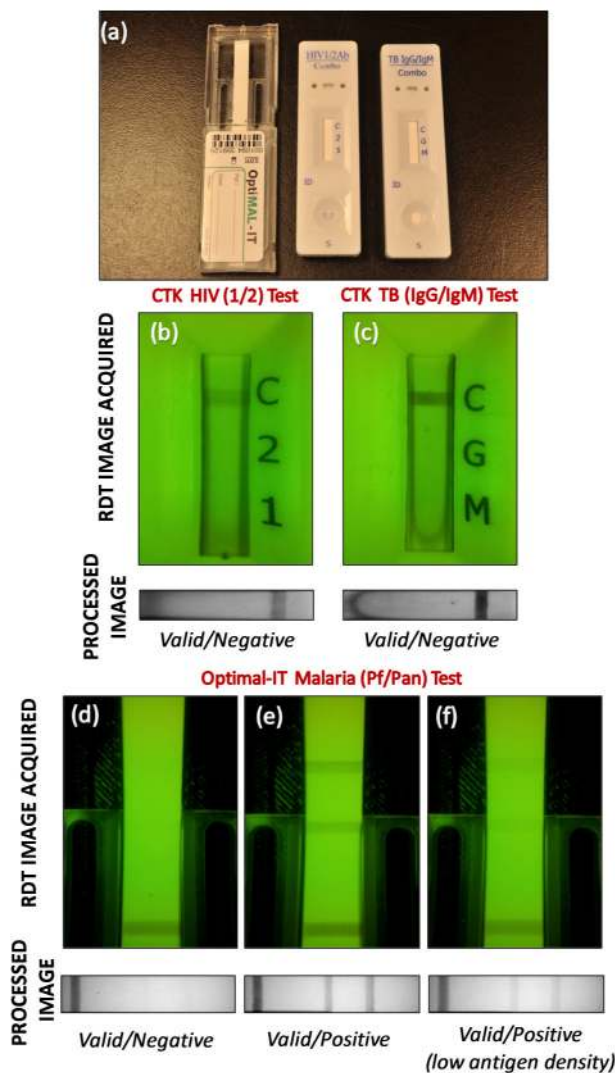 (a)
HIV1/2Ab
Combo
C
2
S
ID
S
TB IgG/IgM
Combo
C
G
M
ID
S
OptiMAL-IT
CTK HIV (1/2) Test
CTK TB (IgG/IgM) Test
RDT IMAGE ACQUIRED
(b)
C
2
1
(c)
C
G
M
PROCESSED
IMAGE
Valid/Negative
Valid/Negative
Optimal-IT Malaria (Pf/Pan) Test
RDT IMAGE ACQUIRED
(d)
(e)
(f)
PROCESSED
IMAGE
Valid/Negative
Valid/Positive
Valid/Positive
(low antigen density)